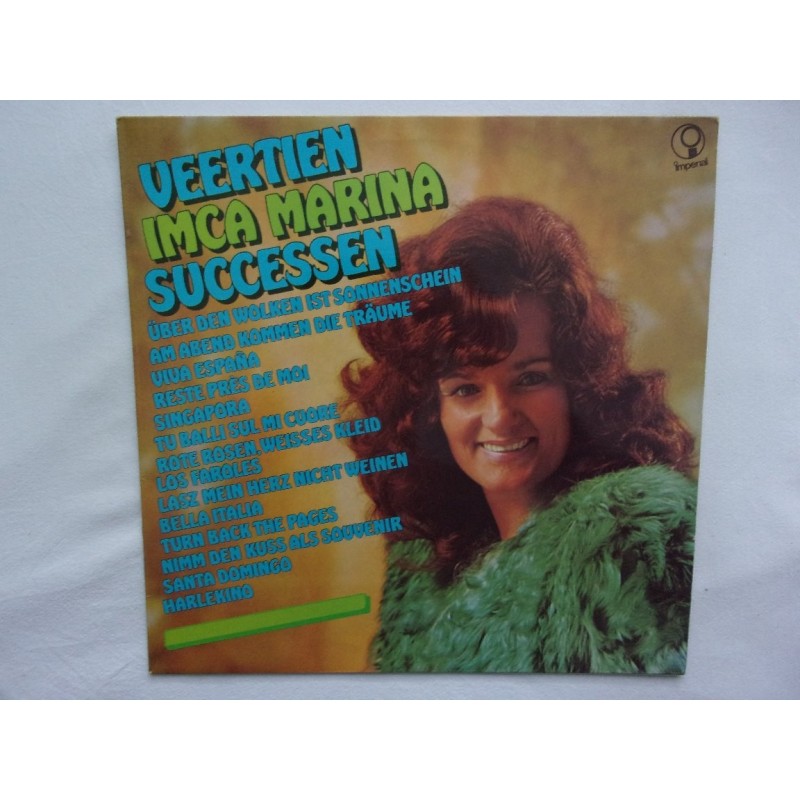 VEERTIEN
IMCA MARINA
SUCCESSEN
ÜBER DEN WOLKEN IST SONNENSCHEIN
AM ABEND KOMMEN DIE TRÄUME
VIVA ESPAÑA
RESTE PRES DE MOI
SINGAPORA
TU BALLI SUL MI CUORE
ROTE ROSEN, WEISSES KLEID
LOS FAROLES
LASZ MEIN HERZ NICHT WEINEN
BELLA ITALIA
TURN BACK THE PAGES
NIMM DEN KUSS ALS SOUVENIR
SANTA DOMINGO
HARLEKINO
imperial